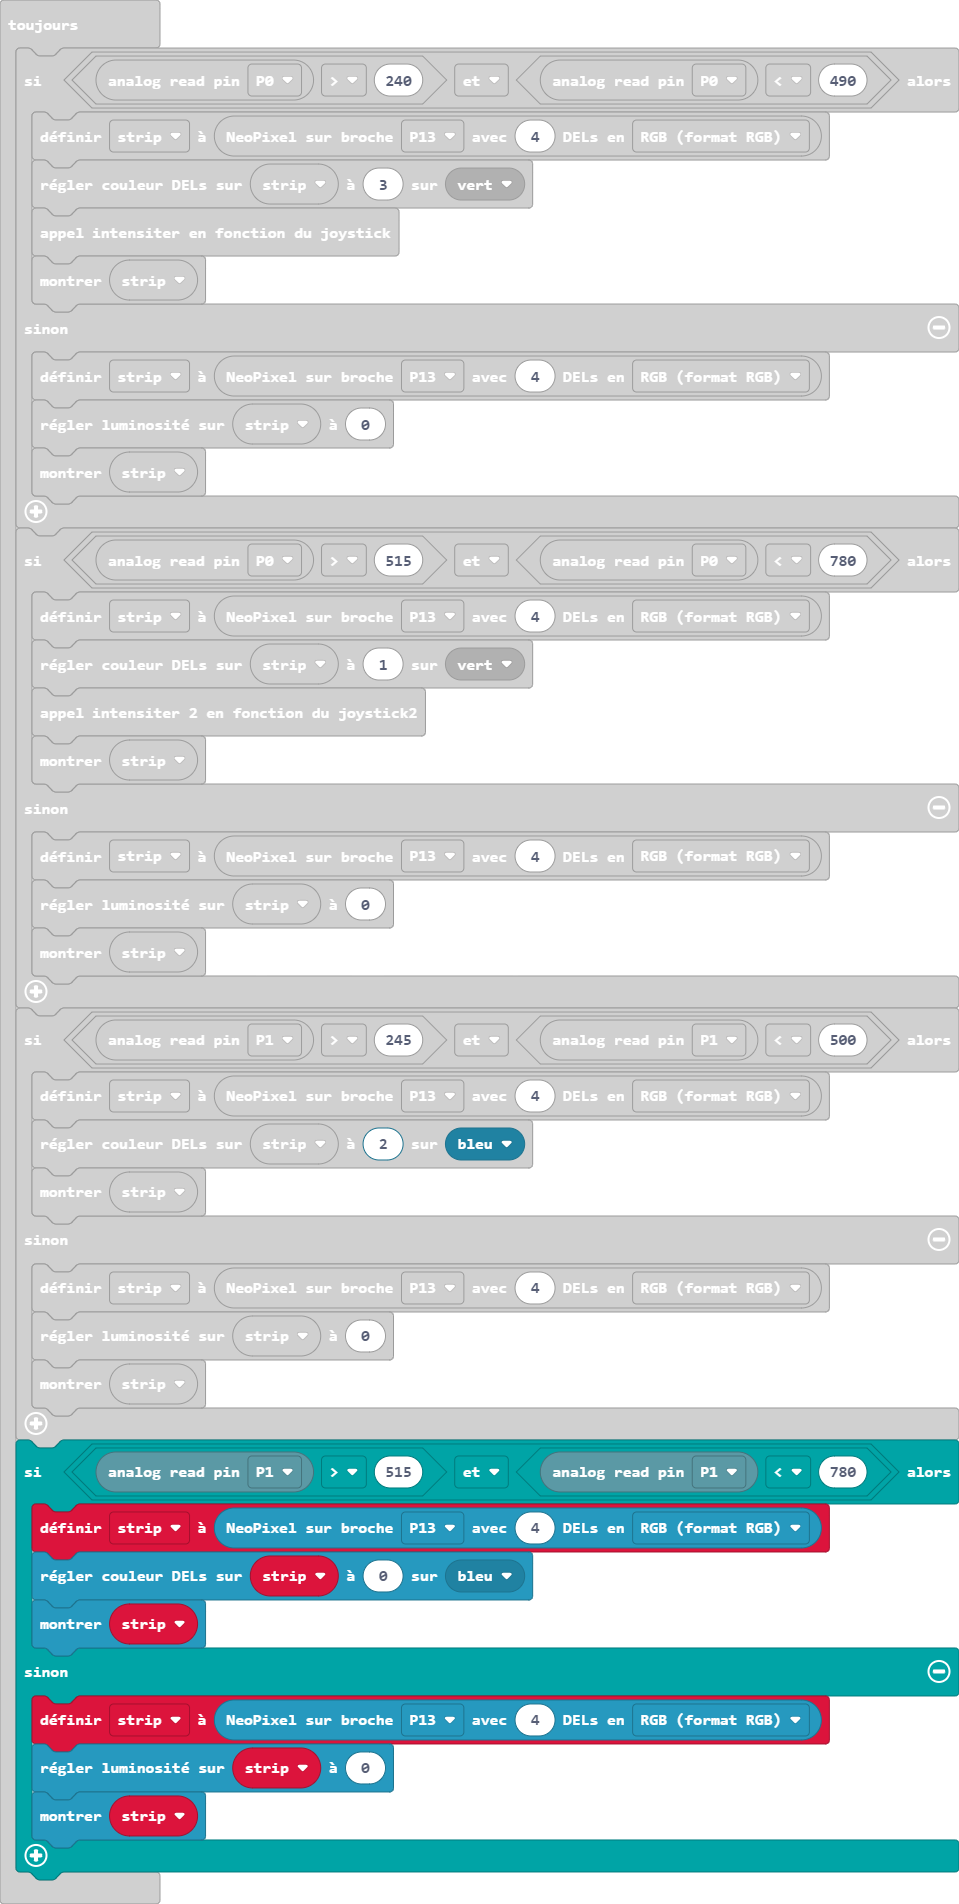 toujours
si analog read pin P0 > 240 et analog read pin P0 < 490 alors
définir strip à NeoPixel sur broche P13 avec 4 DELs en RGB (format RGB)
régler couleur DELs sur strip à 3 sur vert
appel intensiter en fonction du joystick
montrer strip
sinon
définir strip à NeoPixel sur broche P13 avec 4 DELs en RGB (format RGB)
régler luminosité sur strip à 0
montrer strip
si analog read pin P0 > 515 et analog read pin P0 < 780 alors
définir strip à NeoPixel sur broche P13 avec 4 DELs en RGB (format RGB)
régler couleur DELs sur strip à 1 sur vert
appel intensiter 2 en fonction du joystick2
montrer strip
sinon
définir strip à NeoPixel sur broche P13 avec 4 DELs en RGB (format RGB)
régler luminosité sur strip à 0
montrer strip
si analog read pin P1 > 245 et analog read pin P1 < 500 alors
définir strip à NeoPixel sur broche P13 avec 4 DELs en RGB (format RGB)
régler couleur DELs sur strip à 2 sur bleu
montrer strip
sinon
définir strip à NeoPixel sur broche P13 avec 4 DELs en RGB (format RGB)
régler luminosité sur strip à 0
montrer strip
si analog read pin P1 > 515 et analog read pin P1 < 780 alors
définir strip à NeoPixel sur broche P13 avec 4 DELs en RGB (format RGB)
régler couleur DELs sur strip à 0 sur bleu
montrer strip
sinon
définir strip à NeoPixel sur broche P13 avec 4 DELs en RGB (format RGB)
régler luminosité sur strip à 0
montrer strip